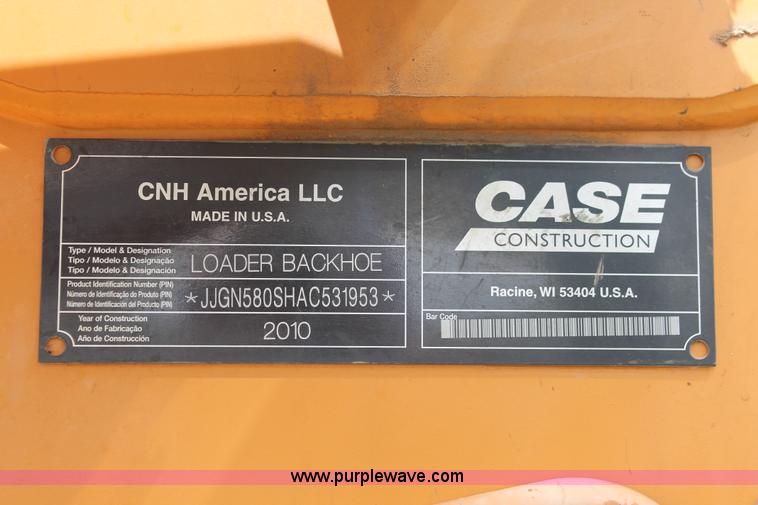 CNH America LLC
MADE IN U.S.A.
Type / Model & Designation
Tipo / Modelo & Designação
Tipo / Modelo & Designación
LOADER BACKHOE
Product Identification Number (PIN)
Número de Identificação do Produto (PIN)
Número de Identificación del Producto (PIN)
*JJGN580SHAC531953*
Year of Construction
Ano de Fabricação
Año de Construcción
2010
CASE
CONSTRUCTION
Racine, WI 53404 U.S.A.
Bar Code
www.purplewave.com